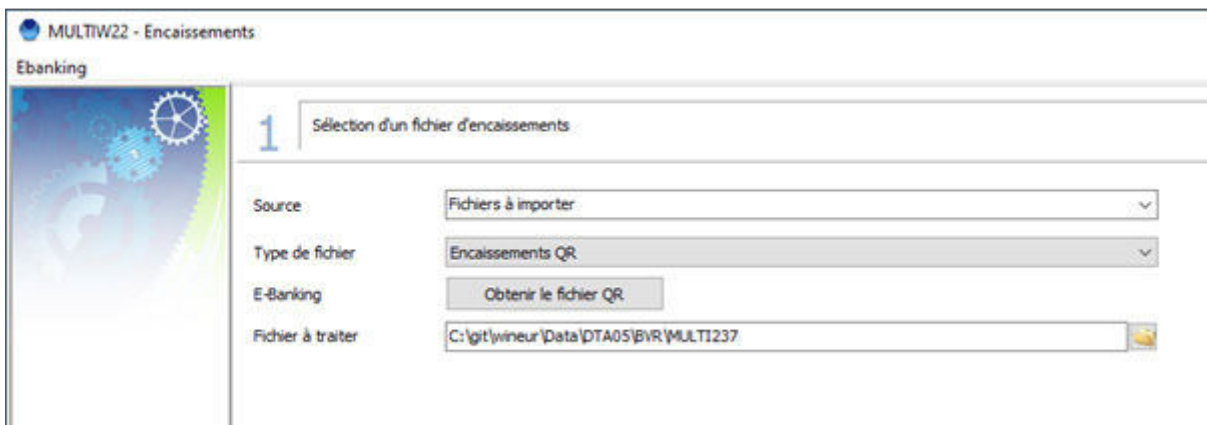 MULTIW22 - Encaissements
Ebanking
1 Sélection d'un fichier d'encaissements
Source Fichiers à importer
Type de fichier Encaissements QR
E-Banking Obtenir le fichier QR
Fichier à traiter C:\git\wineur\Data\DTA05\BVR\MULTI237